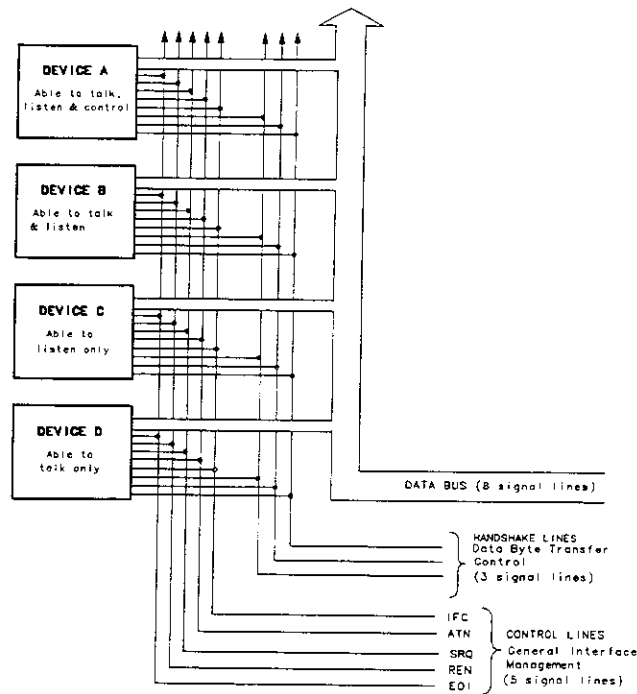 DEVICE A
Able to talk,
listen & control
DEVICE B
Able to talk
& listen
DEVICE C
Able to
listen only
DEVICE D
Able to
talk only
DATA BUS (8 signal lines)
HANDSHAKE LINES
Data Byte Transfer
Control
(3 signal lines)
IFC
ATN
SRQ
REN
EOI
CONTROL LINES
General Interface
Management
(5 signal lines)